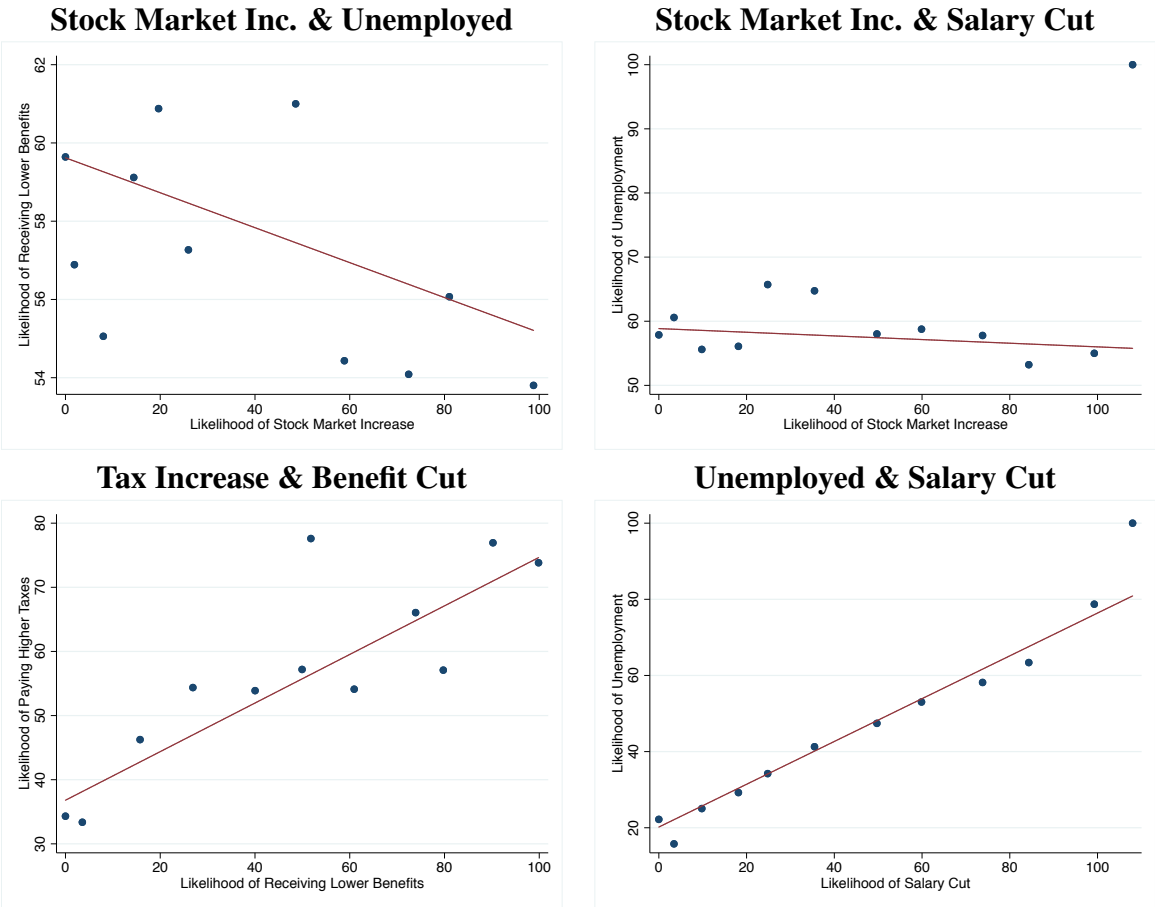 Stock Market Inc. & Unemployed
Likelihood of Receiving Lower Benefits
62
60
58
56
54
0 20 40 60 80 100
Likelihood of Stock Market Increase
Stock Market Inc. & Salary Cut
Likelihood of Unemployment
100
90
80
70
60
50
0 20 40 60 80 100
Likelihood of Stock Market Increase
Tax Increase & Benefit Cut
Likelihood of Paying Higher Taxes
80
70
60
50
40
30
0 20 40 60 80 100
Likelihood of Receiving Lower Benefits
Unemployed & Salary Cut
Likelihood of Unemployment
100
80
60
40
20
0 20 40 60 80 100
Likelihood of Salary Cut